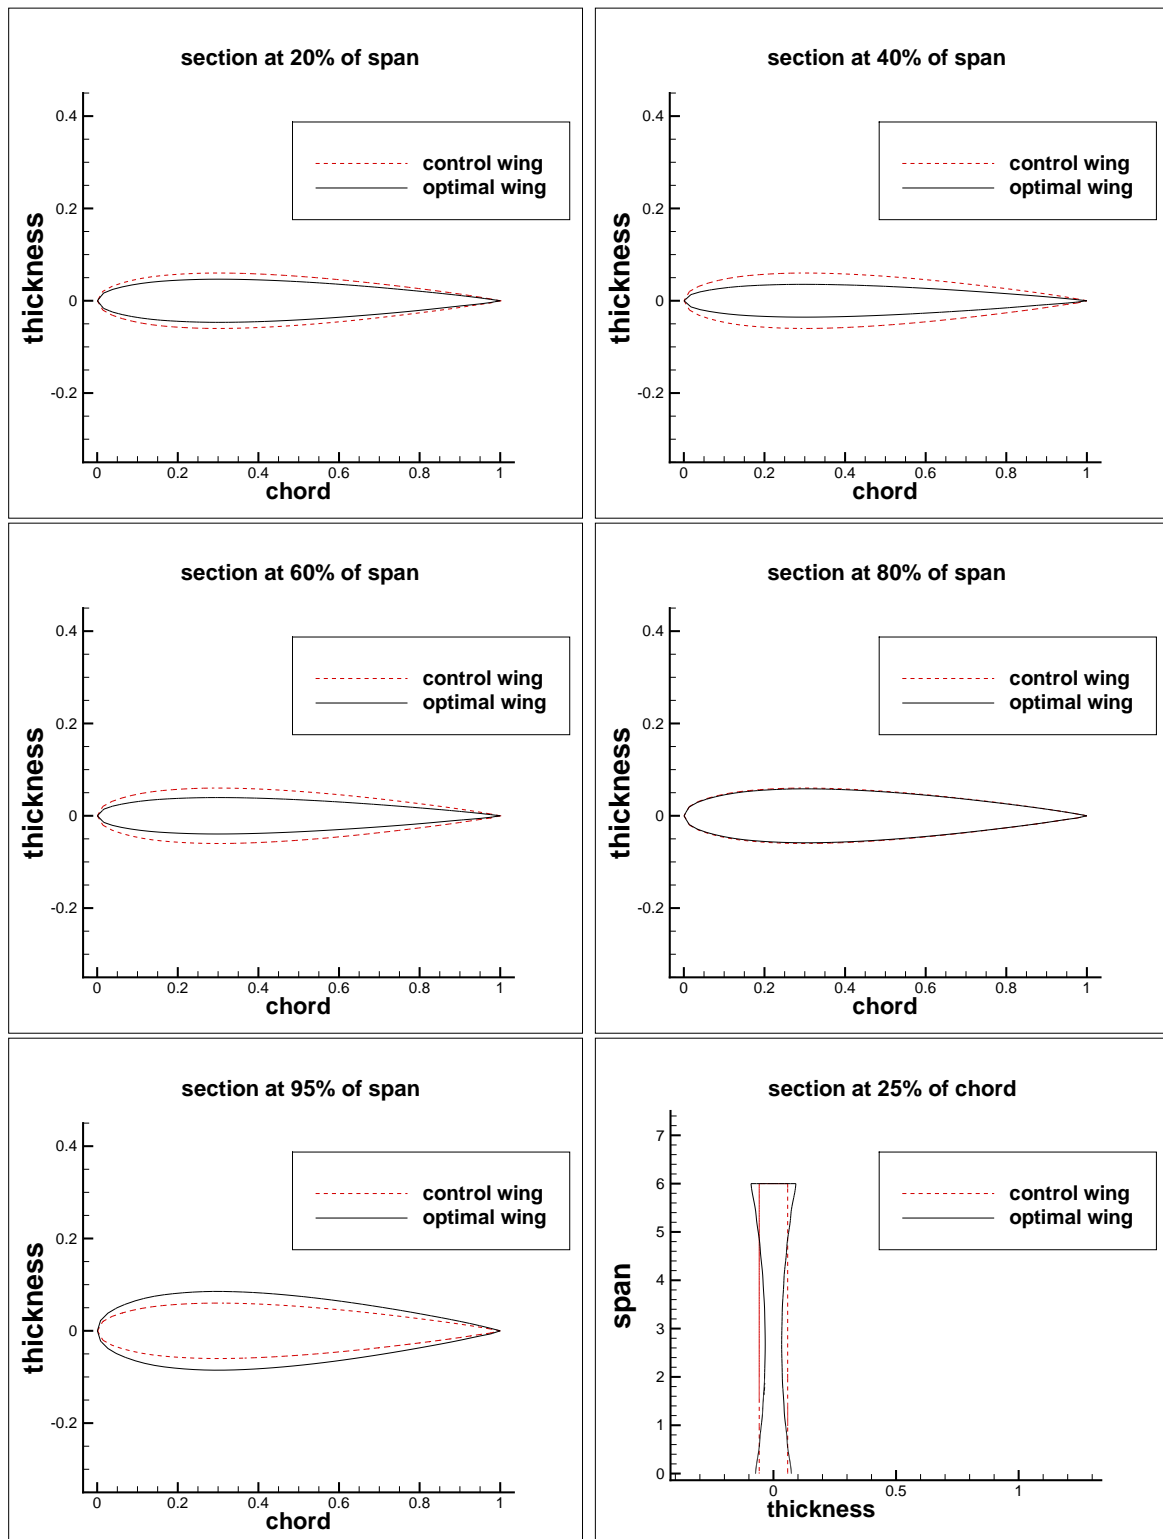 section at 20% of span
control wing
optimal wing
thickness
0.4
0.2
0
-0.2
0 0.2 0.4 0.6 0.8 1
chord
section at 40% of span
control wing
optimal wing
thickness
0.4
0.2
0
-0.2
0 0.2 0.4 0.6 0.8 1
chord
section at 60% of span
control wing
optimal wing
thickness
0.4
0.2
0
-0.2
0 0.2 0.4 0.6 0.8 1
chord
section at 80% of span
control wing
optimal wing
thickness
0.4
0.2
0
-0.2
0 0.2 0.4 0.6 0.8 1
chord
section at 95% of span
control wing
optimal wing
thickness
0.4
0.2
0
-0.2
0 0.2 0.4 0.6 0.8 1
chord
section at 25% of chord
control wing
optimal wing
span
7
6
5
4
3
2
1
0
0 0.5 1
thickness